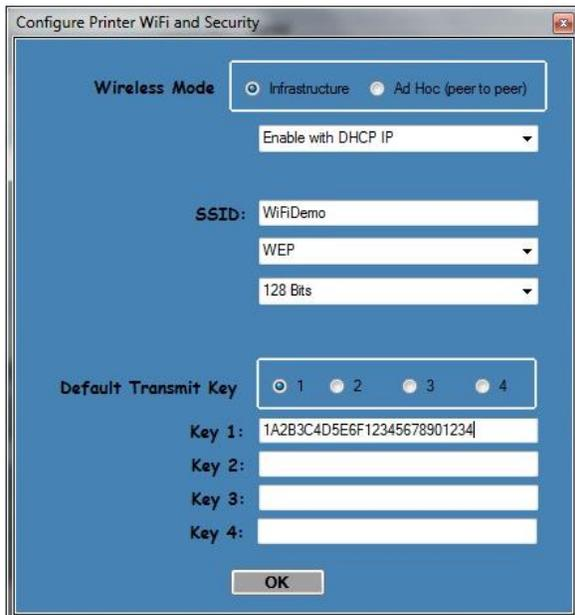 Configure Printer WiFi and Security
Wireless Mode Infrastructure Ad Hoc (peer to peer)
Enable with DHCP IP
SSID: WiFiDemo
WEP
128 Bits
Default Transmit Key 1 2 3 4
Key 1: 1A2B3C4D5E6F12345678901234
Key 2:
Key 3:
Key 4:
OK